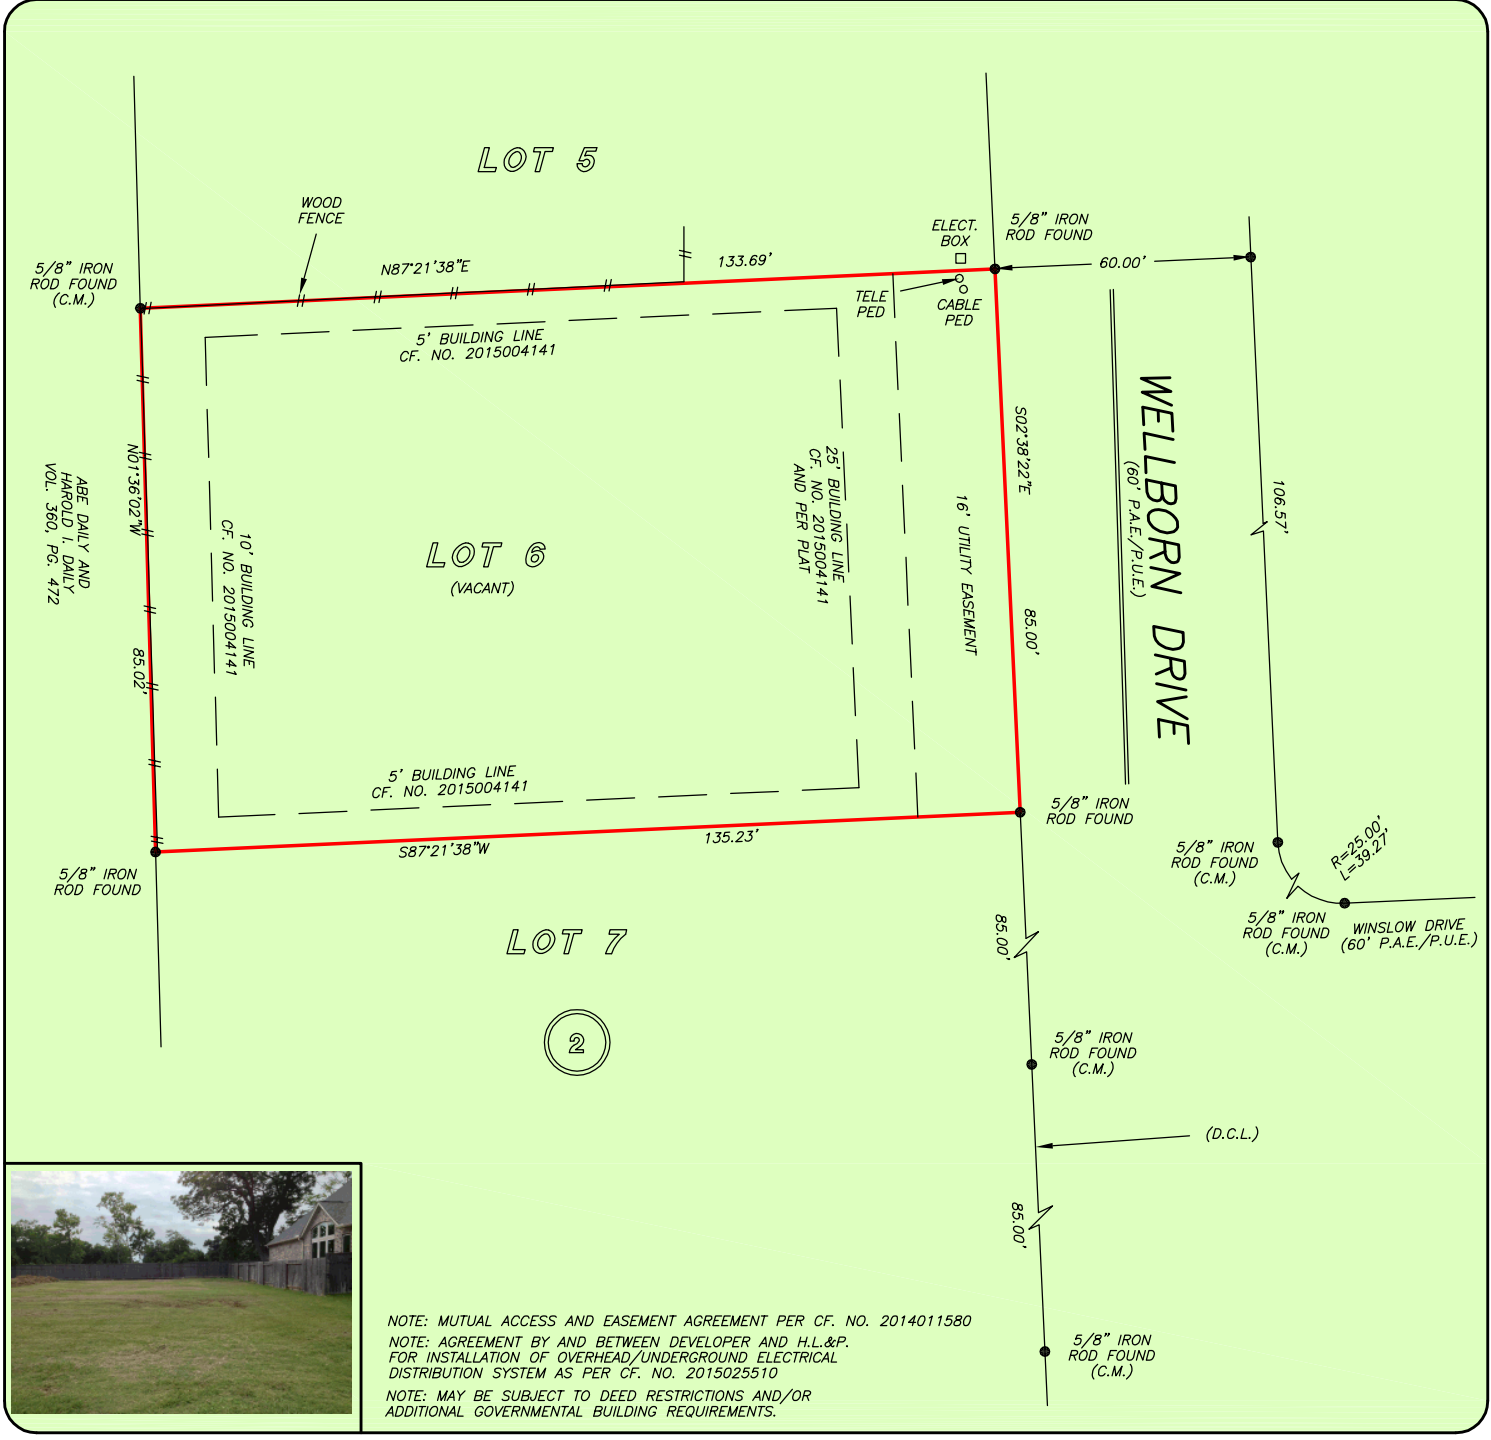 LOT 5
WOOD
FENCE
5/8" IRON
ROD FOUND
(C.M.)
N87°21'38"E
133.69'
ELECT.
BOX
5/8" IRON
ROD FOUND
60.00'
TELE
PED
CABLE
PED
5' BUILDING LINE
CF. NO. 2015004141
ABE DAILY AND
HAROLD I. DAILY
VOL. 360, PG. 472
N01°36'02"W
85.02'
10' BUILDING LINE
CF. NO. 2015004141
LOT 6
(VACANT)
25' BUILDING LINE
CF. NO. 2015004141
AND PER PLAT
16' UTILITY EASEMENT
S02°38'22"E
85.00'
WELLBORN DRIVE
(60' P.A.E./P.U.E.)
106.57'
5' BUILDING LINE
CF. NO. 2015004141
S87°21'38"W
135.23'
5/8" IRON
ROD FOUND
5/8" IRON
ROD FOUND
5/8" IRON
ROD FOUND
(C.M.)
R=25.00'
L=39.27'
5/8" IRON
ROD FOUND
(C.M.)
WINSLOW DRIVE
(60' P.A.E./P.U.E.)
LOT 7
2
85.00'
5/8" IRON
ROD FOUND
(C.M.)
(D.C.L.)
85.00'
5/8" IRON
ROD FOUND
(C.M.)
NOTE: MUTUAL ACCESS AND EASEMENT AGREEMENT PER CF. NO. 2014011580
NOTE: AGREEMENT BY AND BETWEEN DEVELOPER AND H.L.&P.
FOR INSTALLATION OF OVERHEAD/UNDERGROUND ELECTRICAL
DISTRIBUTION SYSTEM AS PER CF. NO. 2015025510
NOTE: MAY BE SUBJECT TO DEED RESTRICTIONS AND/OR
ADDITIONAL GOVERNMENTAL BUILDING REQUIREMENTS.